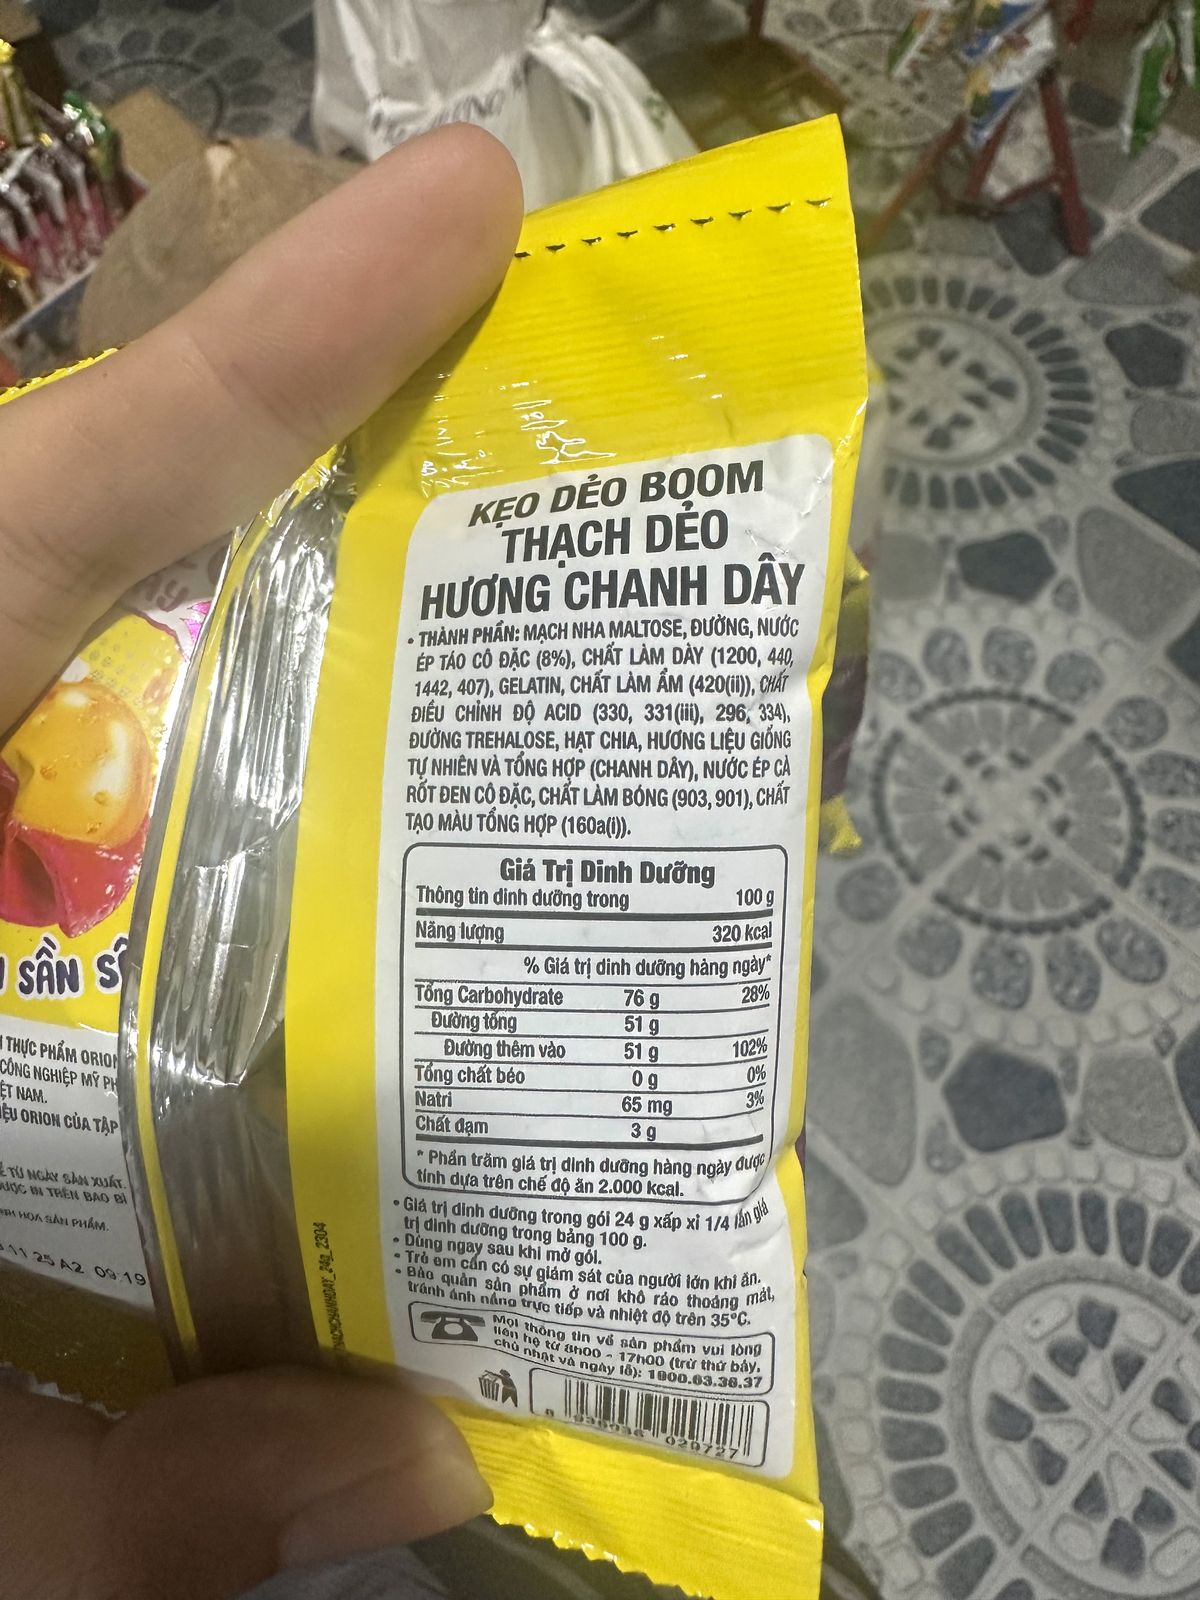 KẸO DẺO BOOM
THẠCH DẺO
HƯƠNG CHANH DÂY
• THÀNH PHẦN: MẠCH NHA MALTOSE, ĐƯỜNG, NƯỚC
ÉP TÁO CÔ ĐẶC (8%), CHẤT LÀM DÀY (1200, 440,
1442, 407), GELATIN, CHẤT LÀM ẨM (420(ii)), CHẤT
ĐIỀU CHỈNH ĐỘ ACID (330, 331(iii), 296, 334),
ĐƯỜNG TREHALOSE, HẠT CHIA, HƯƠNG LIỆU GIỐNG
TỰ NHIÊN VÀ TỔNG HỢP (CHANH DÂY), NƯỚC ÉP CÀ
RỐT ĐEN CÔ ĐẶC, CHẤT LÀM BÓNG (903, 901), CHẤT
TẠO MÀU TỔNG HỢP (160a(i)).
Giá Trị Dinh Dưỡng
Thông tin dinh dưỡng trong 100 g
Năng lượng 320 kcal
% Giá trị dinh dưỡng hàng ngày*
Tổng Carbohydrate 76 g 28%
Đường tổng 51 g
Đường thêm vào 51 g 102%
Tổng chất béo 0 g 0%
Natri 65 mg 3%
Chất đạm 3 g
* Phần trăm giá trị dinh dưỡng hàng ngày được
tính dựa trên chế độ ăn 2.000 kcal.
• Giá trị dinh dưỡng trong gói 24 g xấp xỉ 1/4 lần giá
trị dinh dưỡng trong bảng 100 g.
• Dùng ngay sau khi mở gói.
• Trẻ em cần có sự giám sát của người lớn khi ăn.
• Bảo quản sản phẩm ở nơi khô ráo thoáng mát,
tránh ánh nắng trực tiếp và nhiệt độ trên 35°C.
Mọi thông tin về sản phẩm vui lòng
liên hệ từ 8h00 - 17h00 (trừ thứ bảy,
chủ nhật và ngày lễ): 1800.63.36.37
8 936036 029727
SẦN
THỰC PHẨM ORION
CÔNG NGHIỆP MỸ PH
ỆT NAM.
ỆU ORION CỦA TẬP
TỪ NGÀY SẢN XUẤT.
ƯỢC IN TRÊN BAO BÌ
HỌA SẢN PHẨM.
11 25 A2 09:19